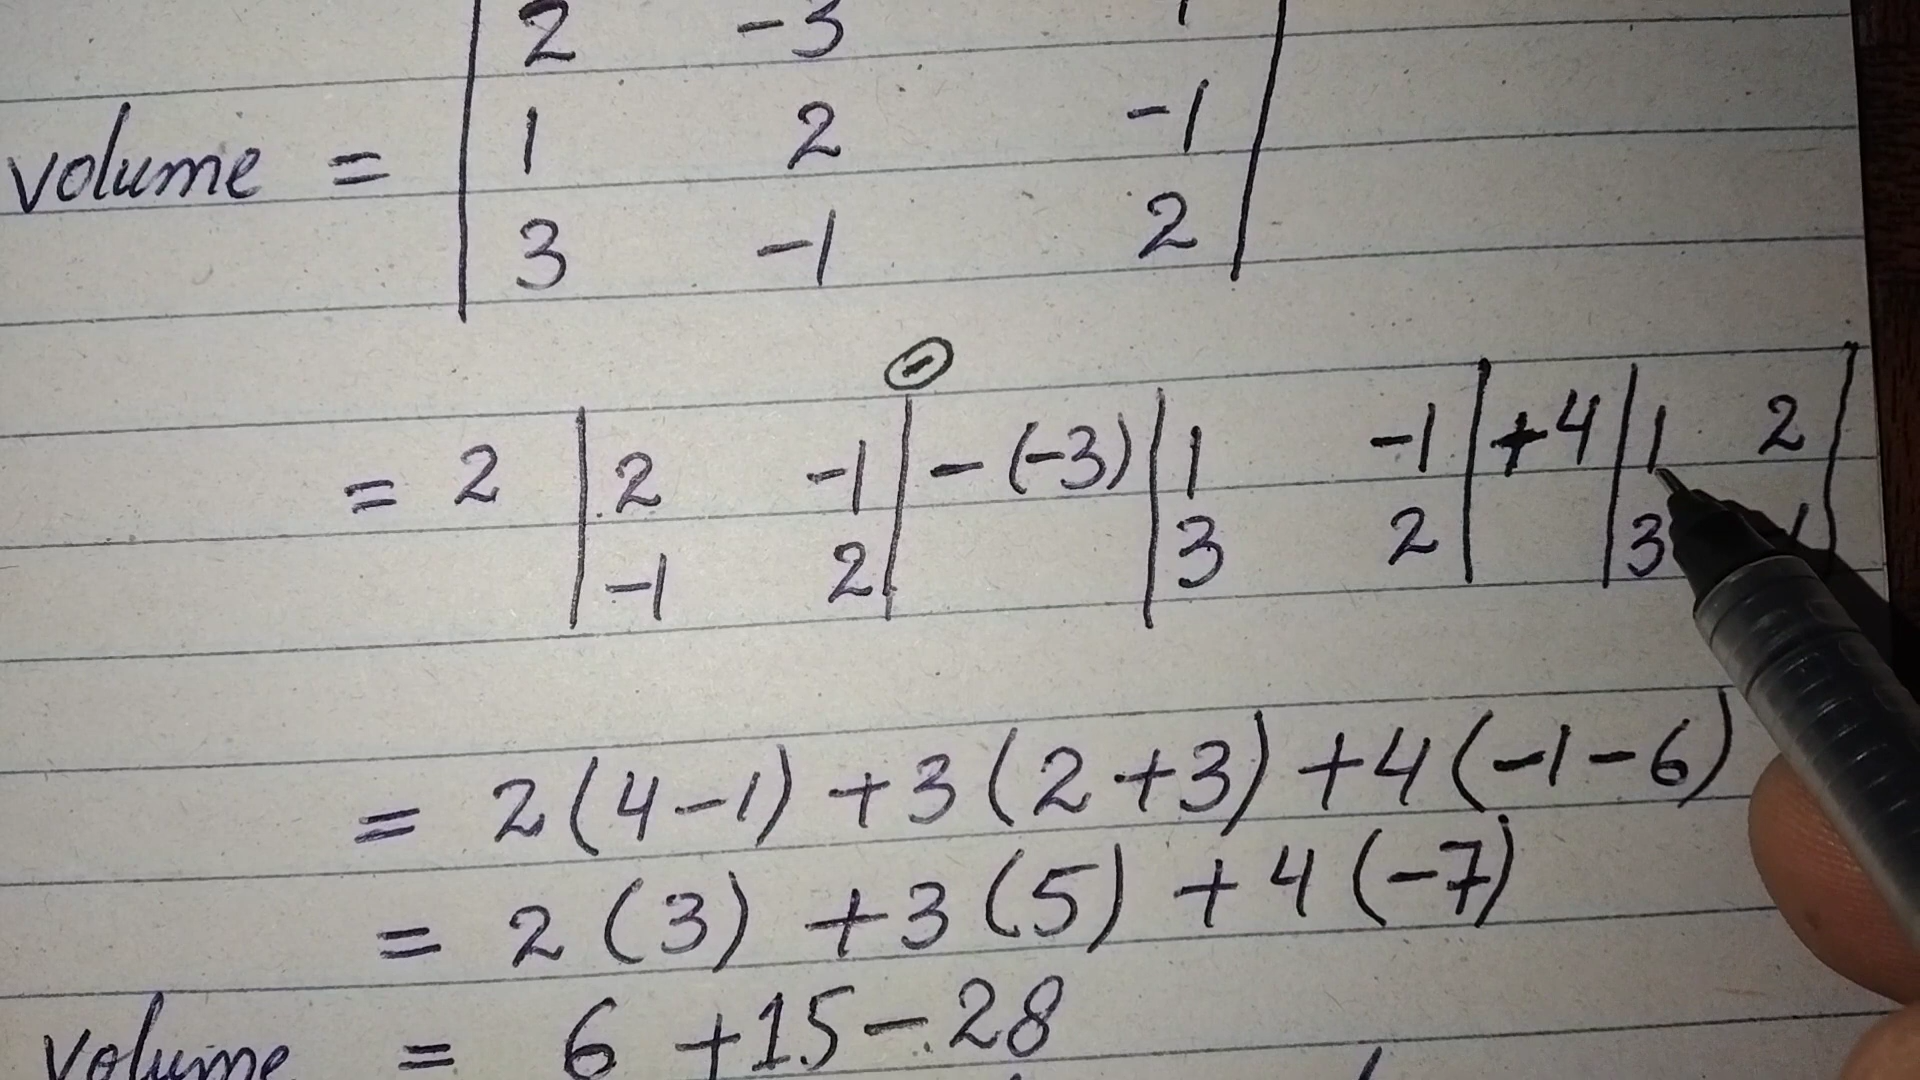 2 -3
1 2 -1
volume =
3 -1 2
-
= 2 | 2 -1 | - (-3) | 1 -1 | +4 | 1 2 |
| -1 2 | | 3 2 | | 3
= 2(4-1) +3(2+3) +4(-1-6)
= 2(3) +3(5) +4(-7)
volume = 6 +15-28